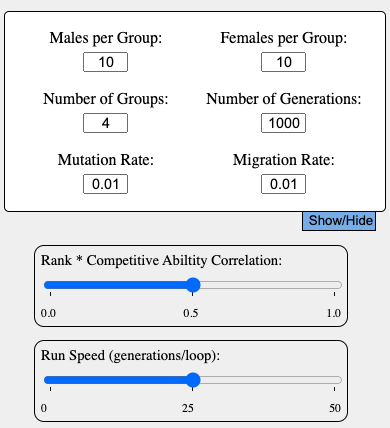 Males per Group: Females per Group:
10 10
Number of Groups: Number of Generations:
4 1000
Mutation Rate: Migration Rate:
0.01 0.01
Show/Hide
Rank * Competitive Abiltity Correlation:
0.0 0.5 1.0
Run Speed (generations/loop):
0 25 50